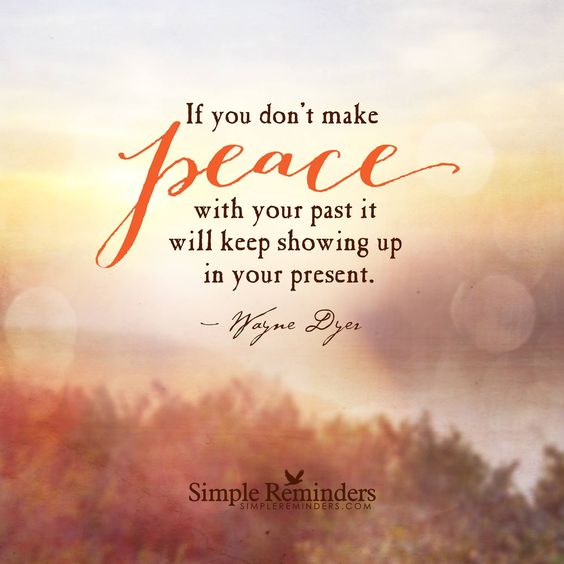 If you don't make
peace
with your past it
will keep showing up
in your present.
– Wayne Dyer
Simple Reminders
SIMPLEREMINDERS.COM